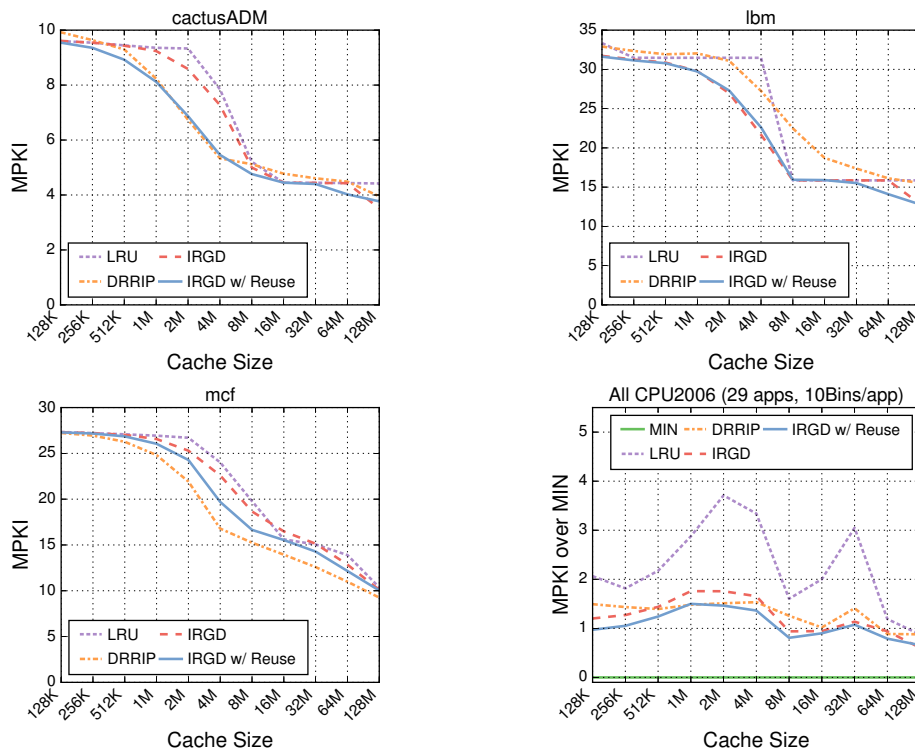 cactusADM
10
8
6
4
2
0
MPKI
LRU
IRGD
DRRIP
IRGD w/ Reuse
128K
256K
512K
1M
2M
4M
8M
16M
32M
64M
128M
Cache Size
lbm
35
30
25
20
15
10
5
0
MPKI
LRU
IRGD
DRRIP
IRGD w/ Reuse
128K
256K
512K
1M
2M
4M
8M
16M
32M
64M
128M
Cache Size
mcf
30
25
20
15
10
5
0
MPKI
LRU
IRGD
DRRIP
IRGD w/ Reuse
128K
256K
512K
1M
2M
4M
8M
16M
32M
64M
128M
Cache Size
All CPU2006 (29 apps, 10Bins/app)
5
4
3
2
1
0
MPKI over MIN
MIN
DRRIP
IRGD w/ Reuse
LRU
IRGD
128K
256K
512K
1M
2M
4M
8M
16M
32M
64M
128M
Cache Size